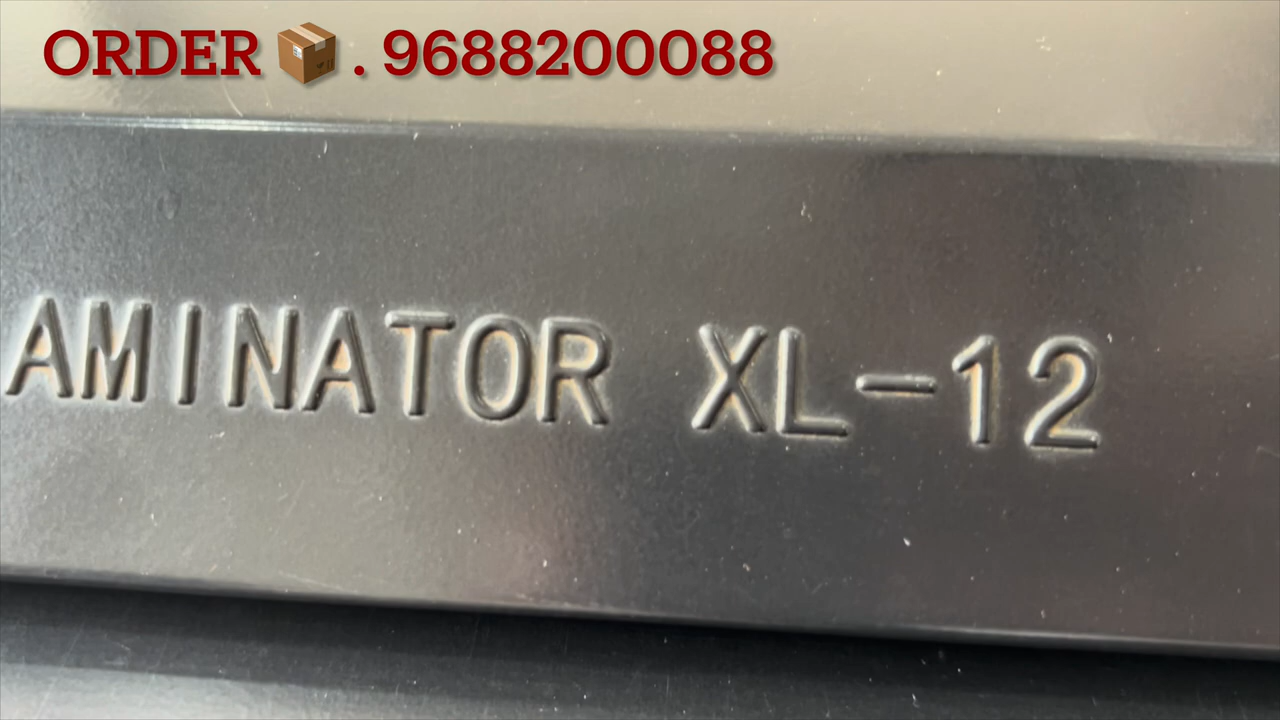 ORDER 📦 . 9688200088
AMINATOR XL-12